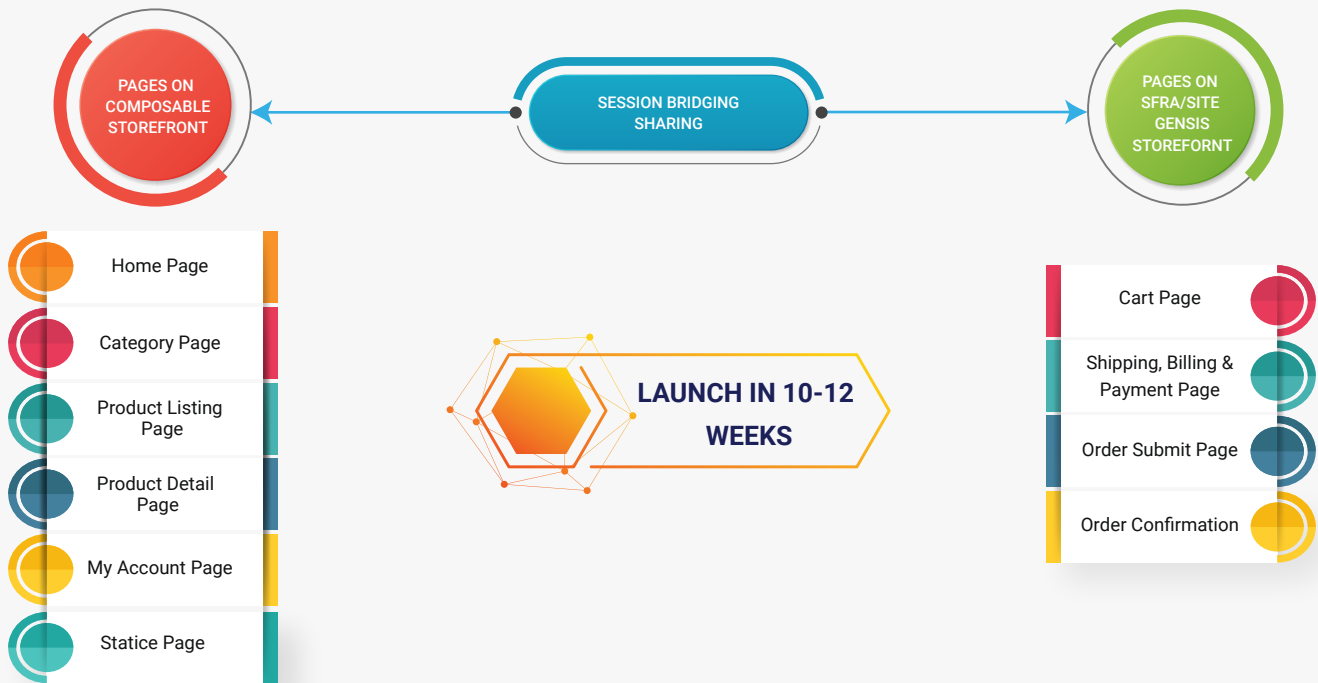 PAGES ON
COMPOSABLE
STOREFRONT
SESSION BRIDGING
SHARING
PAGES ON
SFRA/SITE
GENSIS
STOREFORNT
Home Page
Category Page
Product Listing
Page
Product Detail
Page
My Account Page
Statice Page
LAUNCH IN 10-12
WEEKS
Cart Page
Shipping, Billing &
Payment Page
Order Submit Page
Order Confirmation